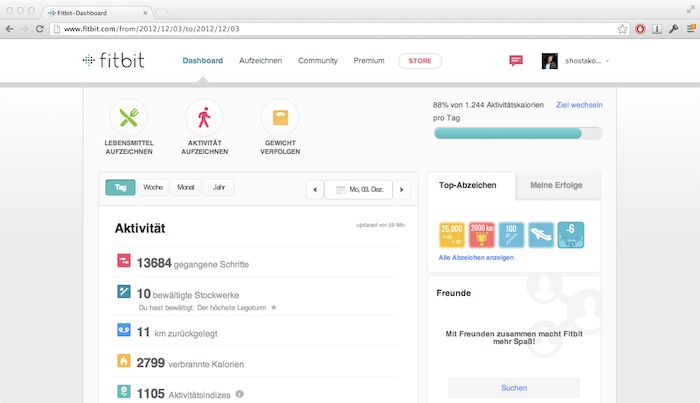 Fitbit–Dashboard
www.fitbit.com/from/2012/12/03/to/2012/12/03
fitbit
Dashboard Aufzeichnen Community Premium STORE
shostako...
LEBENSMITTEL
AUFZEICHNEN
AKTIVITÄT
AUFZEICHNEN
GEWICHT
VERFOLGEN
88% von 1.244 Aktivitätskalorien
pro Tag
Ziel wechseln
Tag Woche Monat Jahr
Mo, 03. Dez.
Aktivität
updated vor 59 Min
13684 gegangene Schritte
10 bewältigte Stockwerke
Du hast bewältigt: Der höchste Legoturm
11 km zurückgelegt
2799 verbrannte Kalorien
1105 Aktivitätsindizes
Top-Abzeichen Meine Erfolge
2000 km
100
-6
Alle Abzeichen anzeigen
Freunde
Mit Freunden zusammen macht Fitbit
mehr Spaß!
Suchen